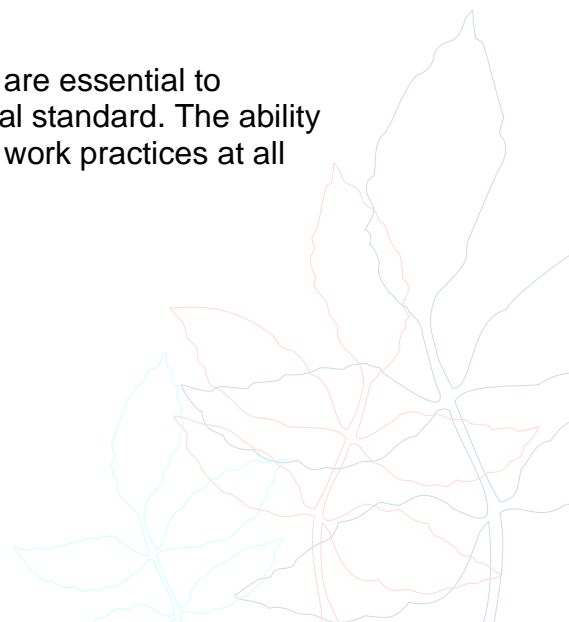 are essential to
al standard. The ability
work practices at all